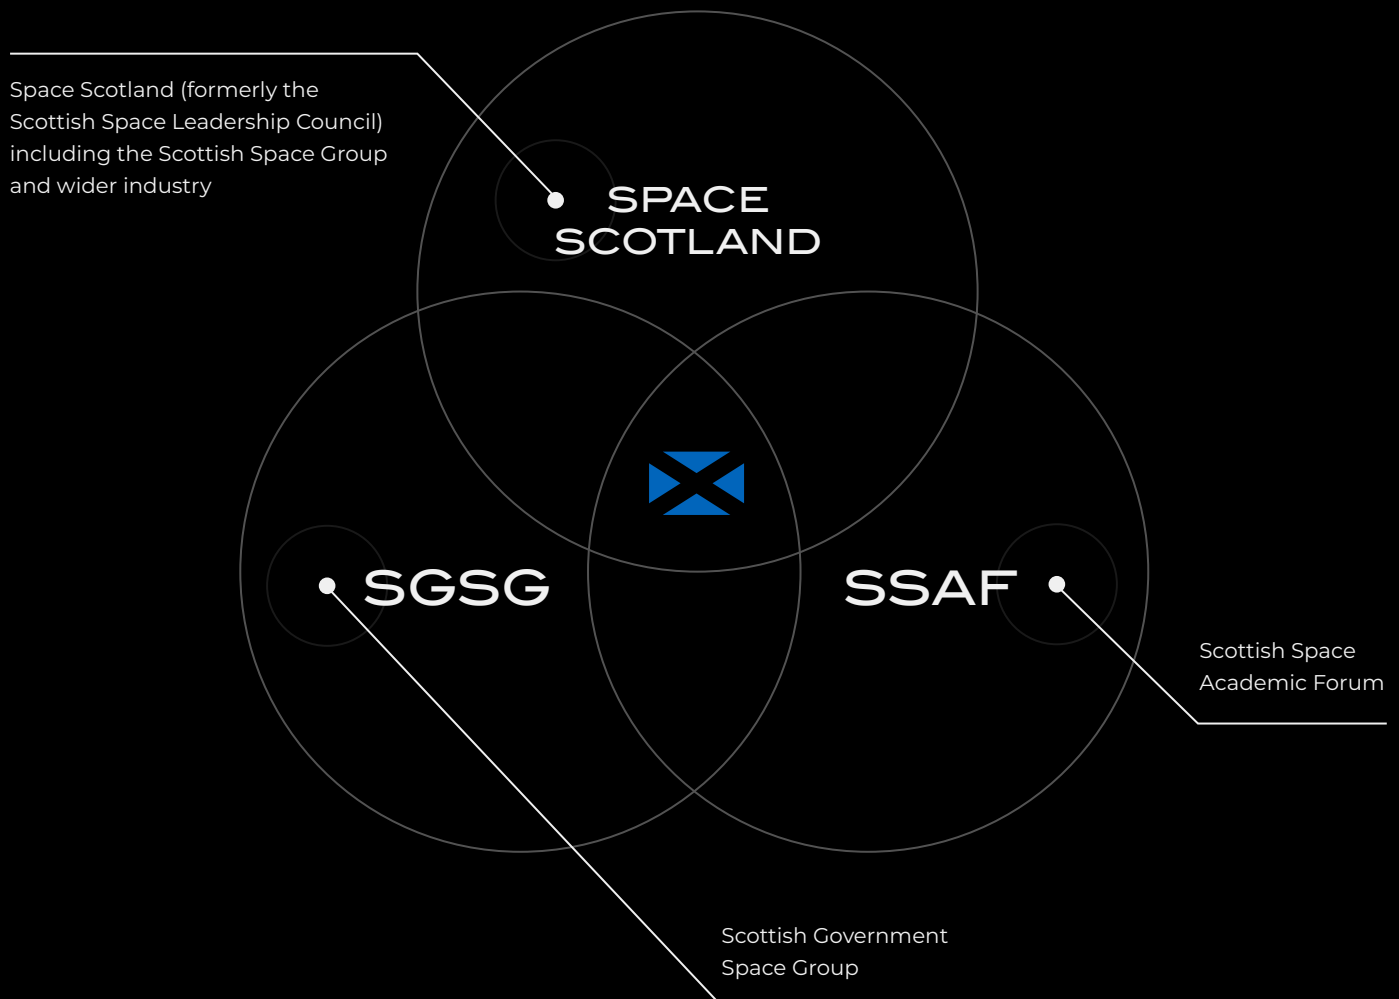 Space Scotland (formerly the
Scottish Space Leadership Council)
including the Scottish Space Group
and wider industry
SPACE
SCOTLAND
SGSG
SSAF
Scottish Space
Academic Forum
Scottish Government
Space Group